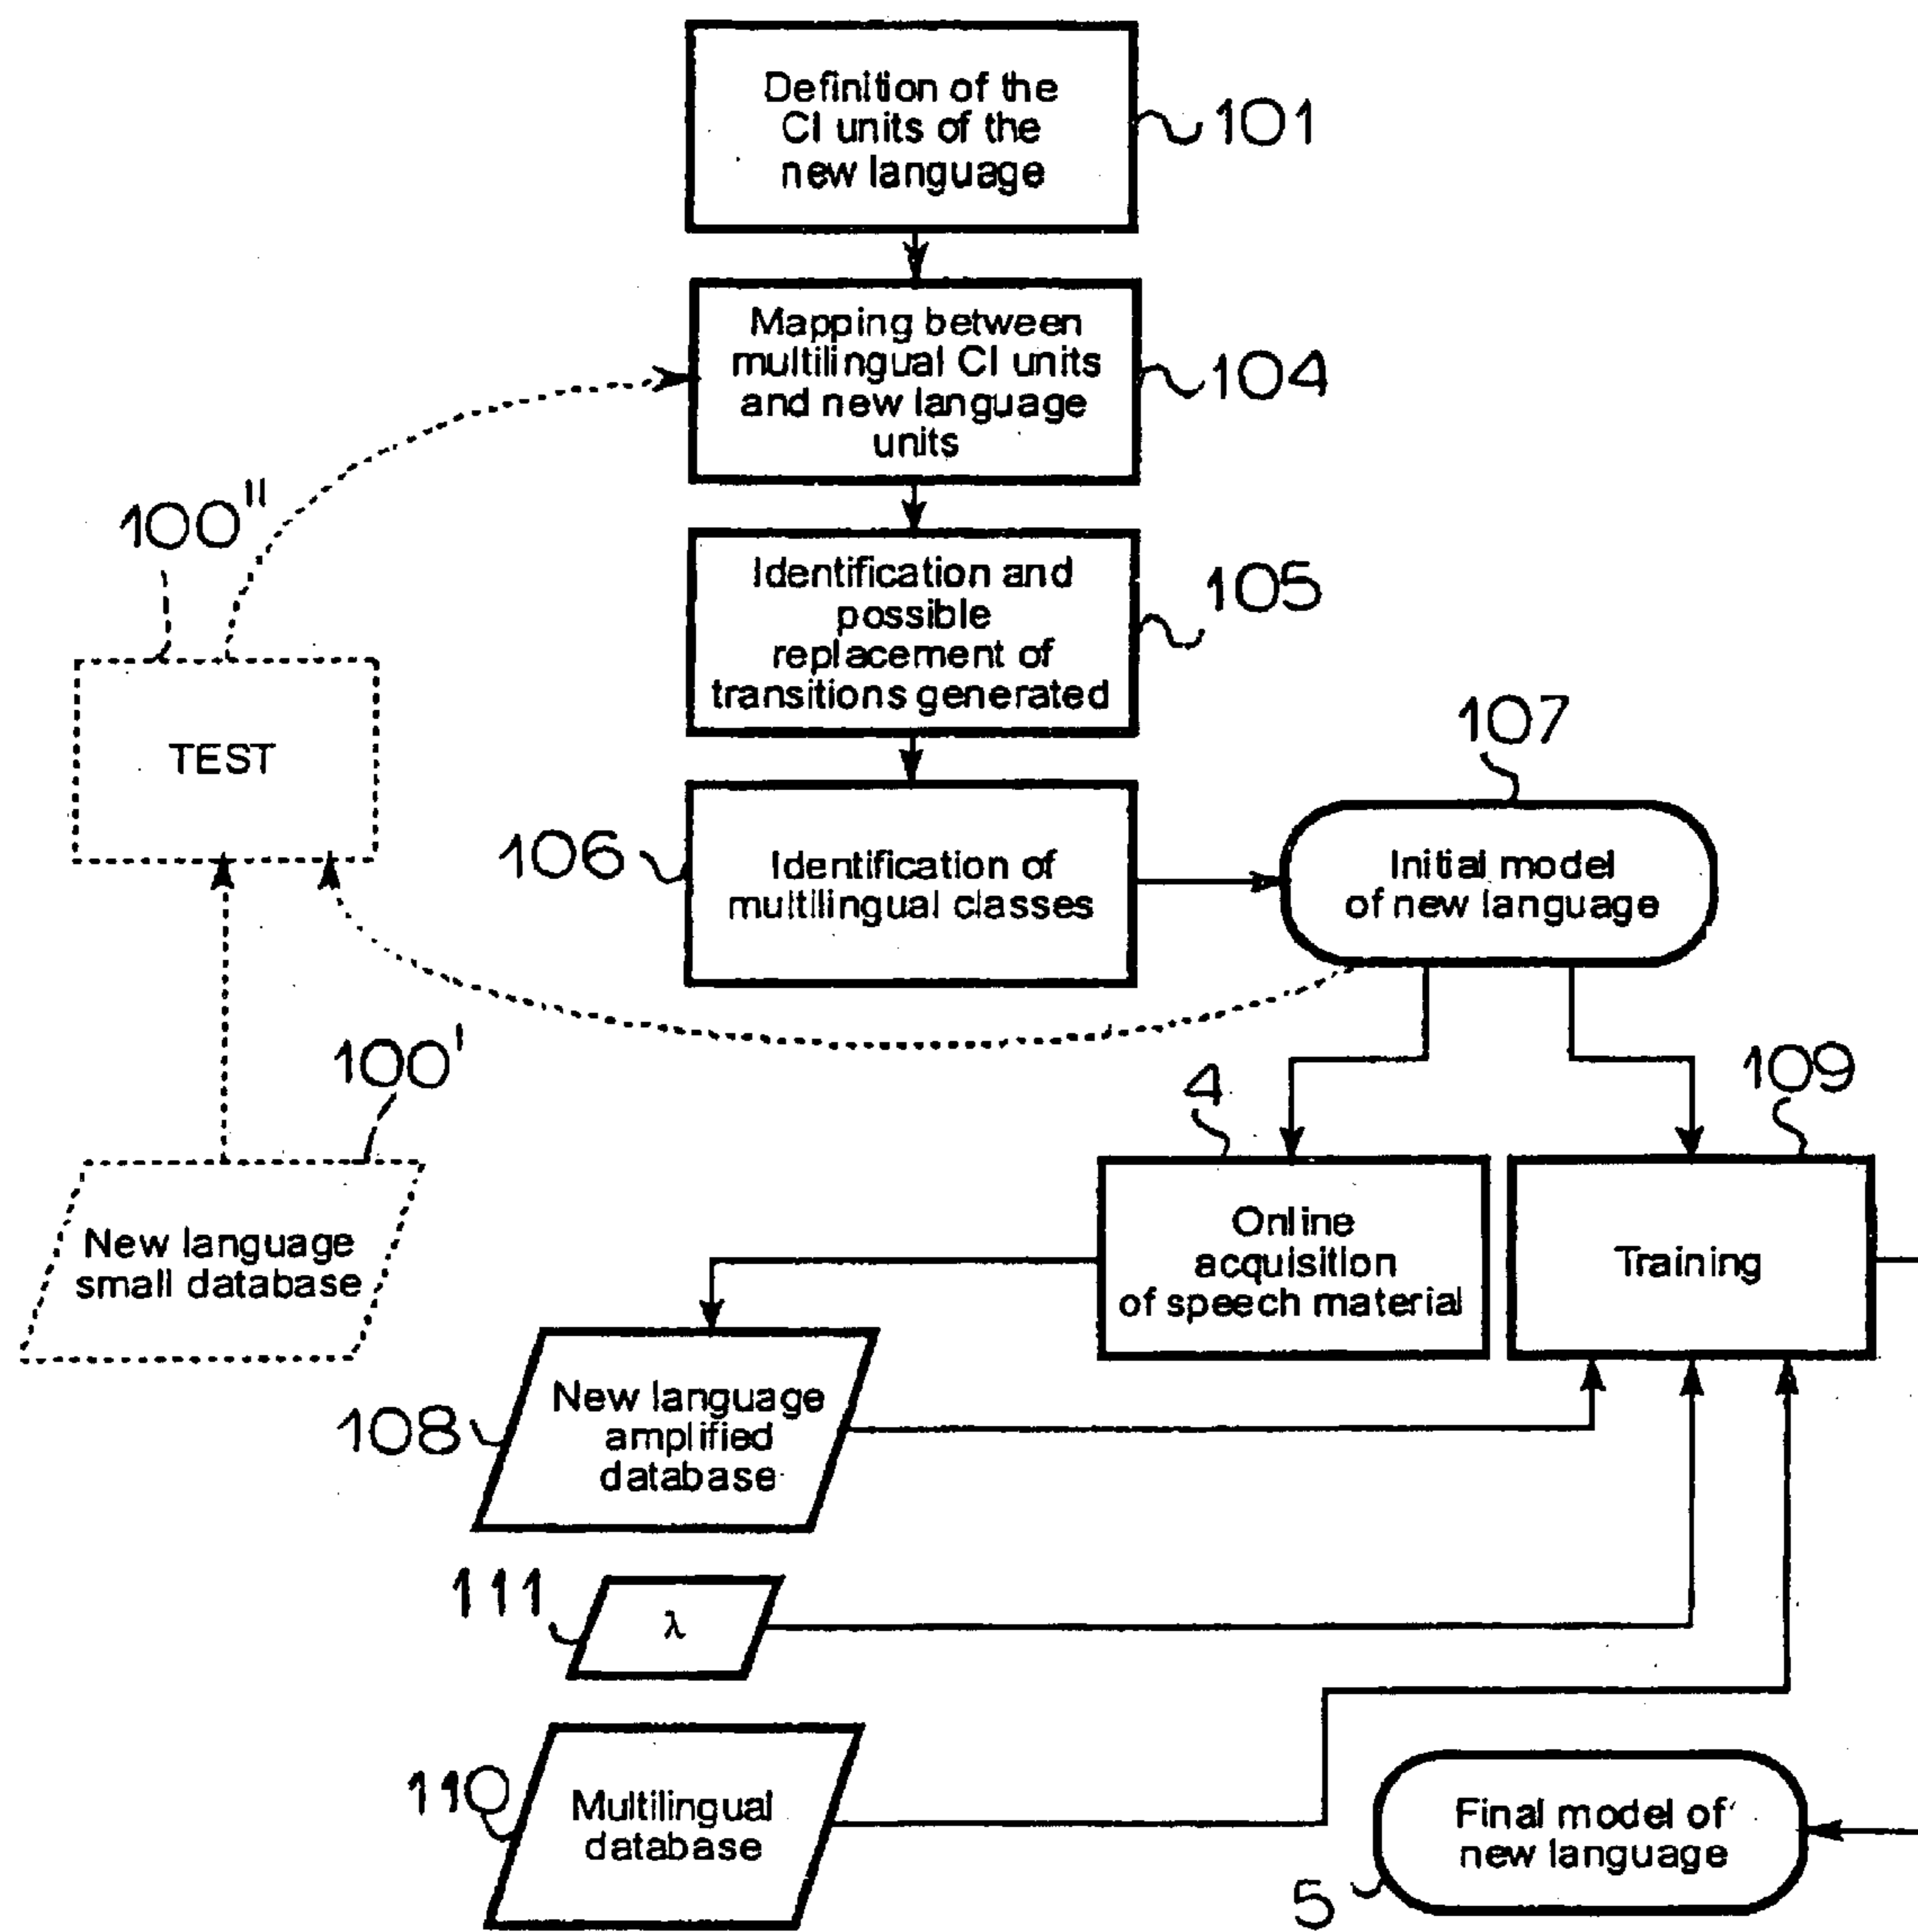 Definition of the
CI units of the
new language
101
Mapping between
multilingual CI units
and new language
units
104
100"
Identification and
possible
replacement of
transitions generated
105
TEST
107
106
Identification of
multilingual classes
Initial model
of new language
100'
4
109
New language
small database
Online
acquisition
of speech material
Training
108
New language
amplified
database
111
λ
110
Multilingual
database
Final model of
new language
5